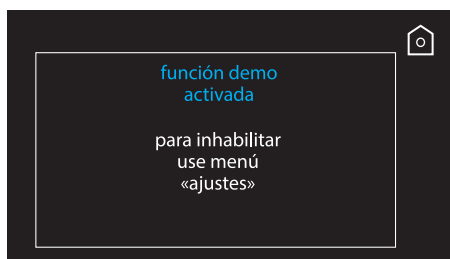 función demo
activada
para inhabilitar
use menú
«ajustes»